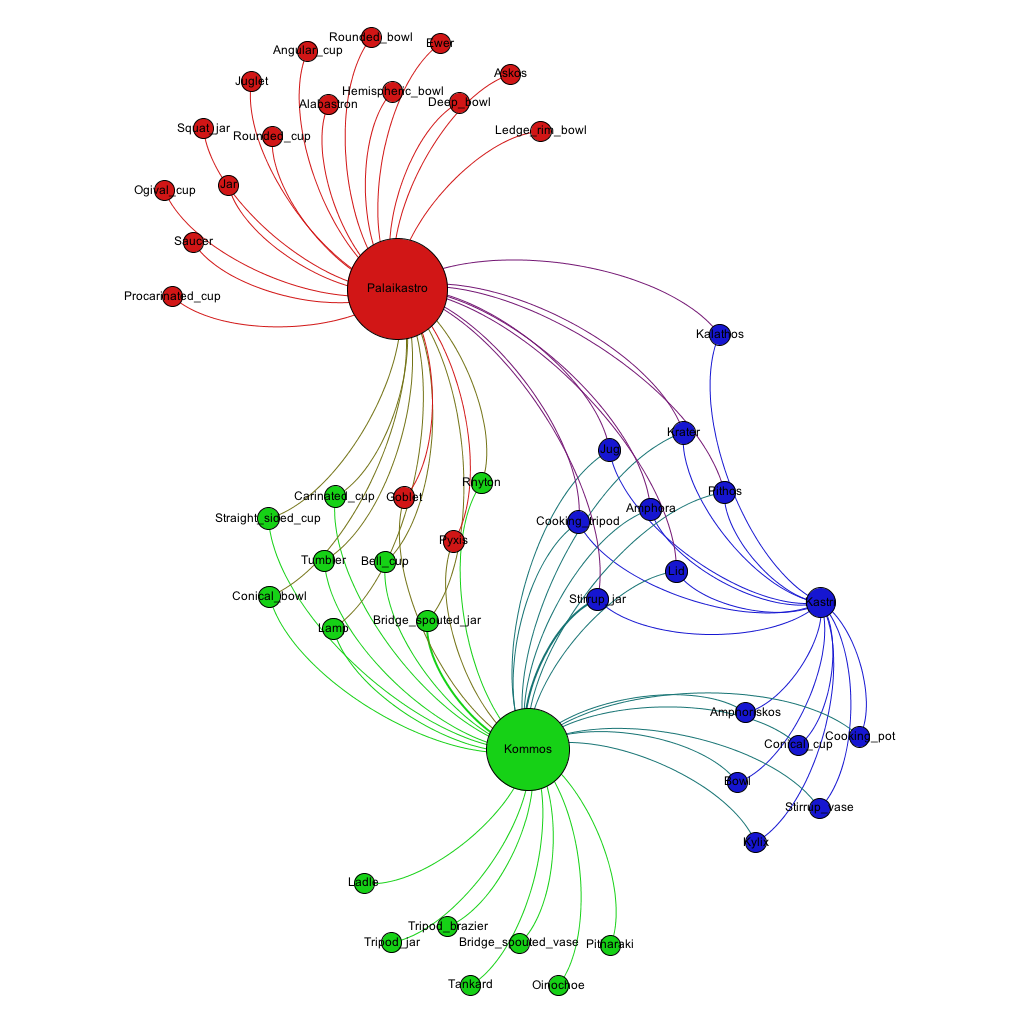 Rounded_bowl
Ewer
Angular_cup
Askos
Juglet
Hemispheric_bowl
Deep_bowl
Alabastron
Squat_jar
Rounded_cup
Ledge_rim_bowl
Jar
Ogival_cup
Saucer
Palaikastro
Procarinated_cup
Kalathos
Krater
Jug
Rhyton
Pithos
Carinated_cup
Goblet
Amphora
Straight_sided_cup
Cooking_tripod
Pyxis
Tumbler
Bell_cup
Lid
Conical_bowl
Stirrup_jar
Kastri
Bridge_spouted_jar
Lamp
Amphoriskos
Cooking_pot
Conical_cup
Kommos
Bowl
Stirrup_vase
Kylix
Ladle
Tripod_brazier
Tripod_jar
Bridge_spouted_vase
Pitharaki
Tankard
Oinochoe